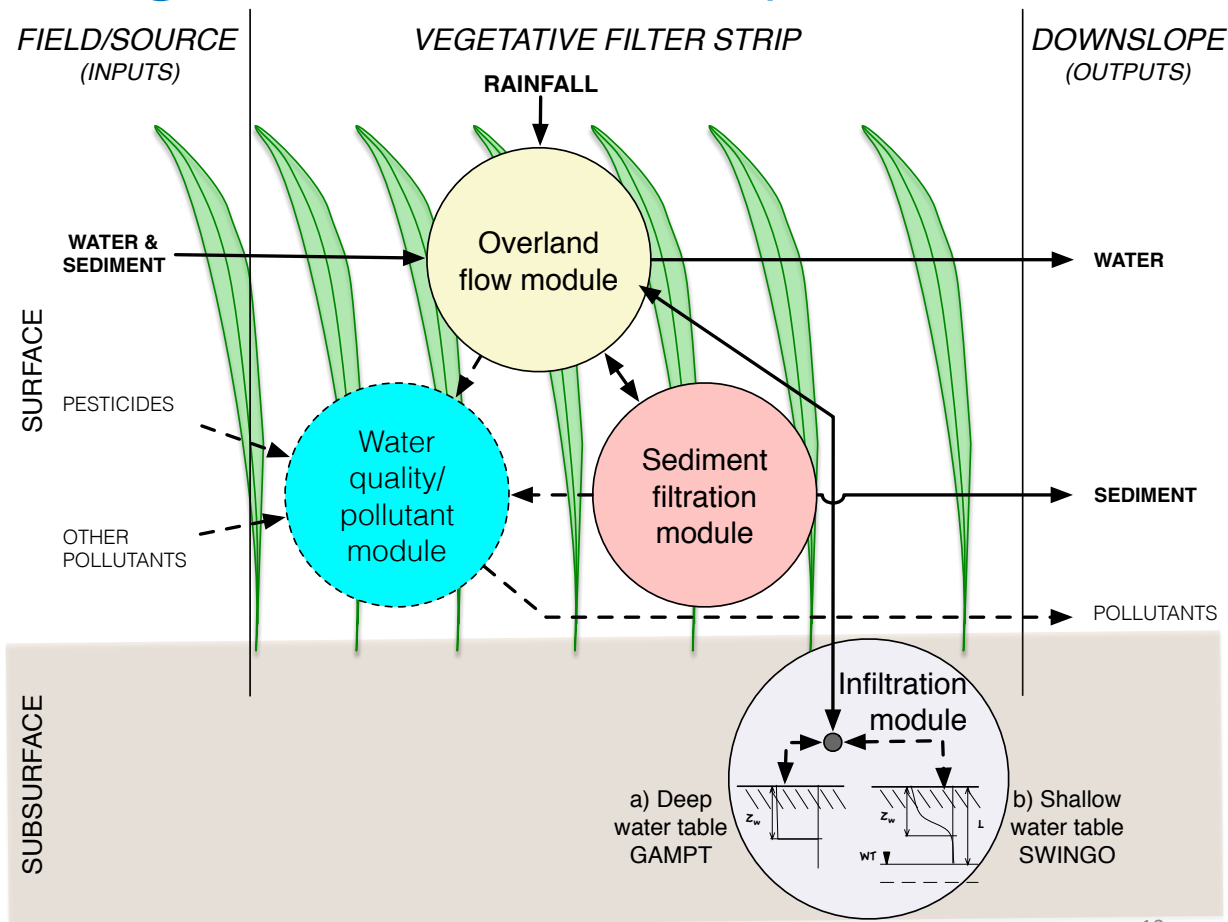 FIELD/SOURCE
(INPUTS)
VEGETATIVE FILTER STRIP
DOWNSLOPE
(OUTPUTS)
RAINFALL
WATER &
SEDIMENT
Overland
flow module
WATER
SURFACE
PESTICIDES
OTHER
POLLUTANTS
Water
quality/
pollutant
module
Sediment
filtration
module
SEDIMENT
POLLUTANTS
SUBSURFACE
Infiltration
module
a) Deep
water table
GAMPT
Zw
Zw
L
WT
b) Shallow
water table
SWINGO